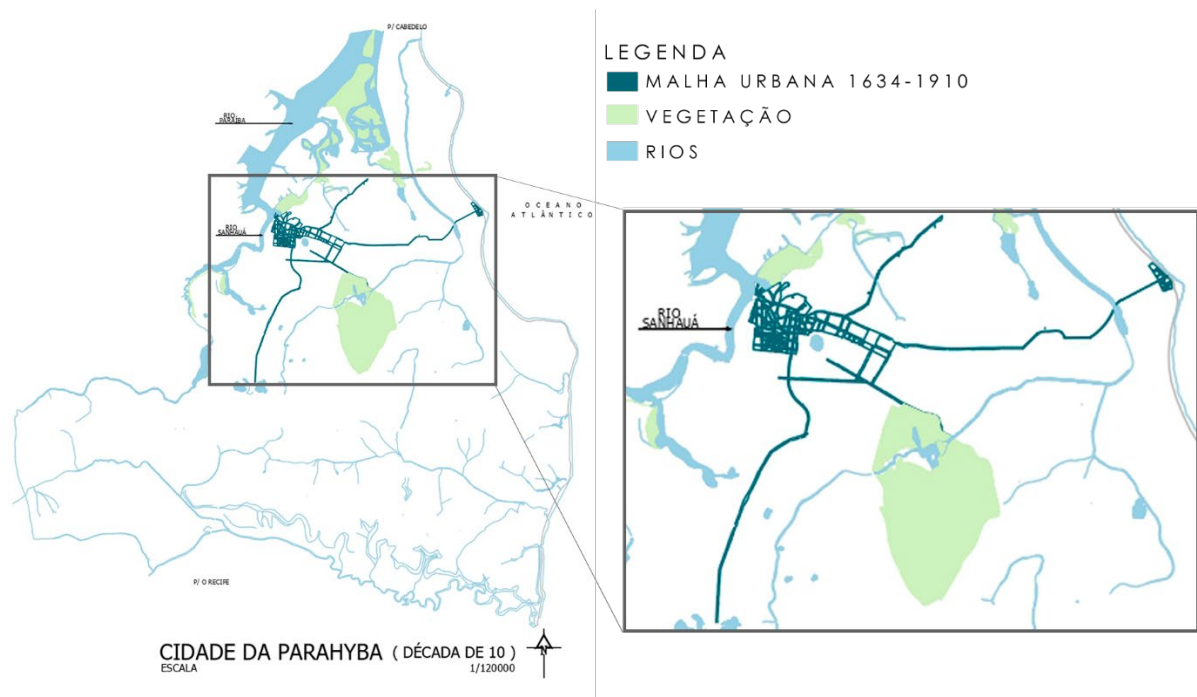 P/ CABEDELO
RIO
PARAÍBA
OCEANO
ATLÂNTICO
RIO
SANHAUÁ
P/ O RECIFE
CIDADE DA PARAHYBA ( DÉCADA DE 10 )
ESCALA 1/120000
N
LEGENDA
MALHA URBANA 1634-1910
VEGETAÇÃO
RIOS
RIO
SANHAUÁ